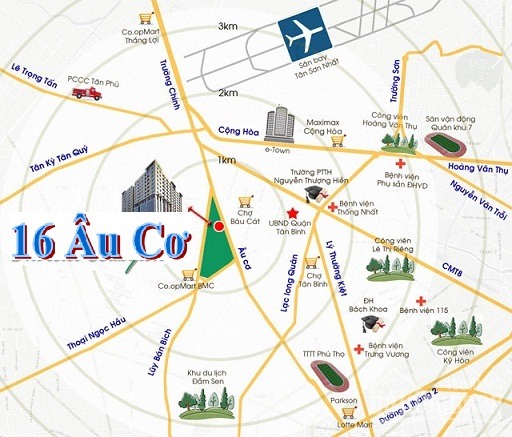 Co.opMart
Thắng Lợi
3km
Sân bay
Tân Sơn Nhất
Lê Trọng Tấn
PCCC Tân Phú
Trường Chinh
2km
Trường Sơn
Maximax
Cộng Hòa
Công viên
Hoàng Văn Thụ
Sân vận động
Quân khu 7
Cộng Hòa
e-Town
Tân Kỳ Tân Quý
1km
Hoàng Văn Thụ
Bệnh viện
Phụ sản ĐHYD
Trường PTTH
Nguyễn Thượng Hiền
Nguyễn Văn Trỗi
Bệnh viện
Thống Nhất
Chợ
Bàu Cát
UBND Quận
Tân Bình
16 Âu Cơ
Công viên
Lê Thị Riêng
Âu cơ
Lạc long Quân
Lý Thường Kiệt
CMT8
Chợ
Tân Bình
Co.opMart BMC
ĐH
Bách Khoa
Bệnh viện 115
Thoại Ngọc Hầu
Lũy Bán Bích
Bệnh viện
Trưng Vương
TTTT Phú Thọ
Công viên
Kỳ Hòa
Khu du lịch
Đầm Sen
Parkson
Lotte Mart
Đường 3 tháng 2